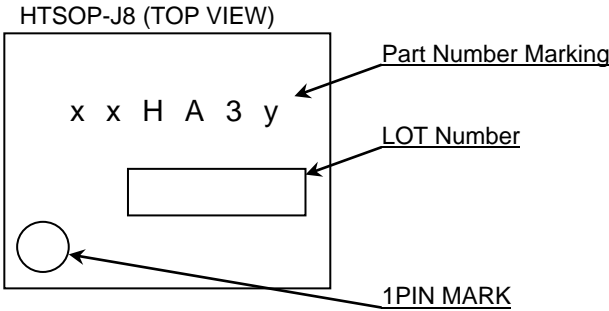 HTSOP-J8 (TOP VIEW)
Part Number Marking
x x H A 3 y
LOT Number
1PIN MARK